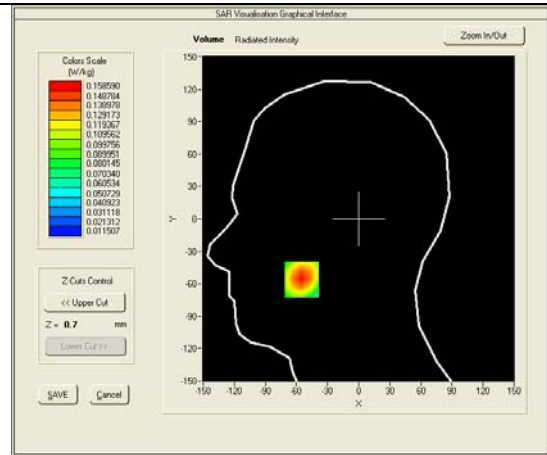 SAR Visualisation Graphical Interface
Volume Radiated Intensity
Zoom In/Out
Colors Scale
(W/kg)
0.158590
0.148784
0.138978
0.129173
0.119367
0.109562
0.099756
0.089951
0.080145
0.070340
0.060534
0.050729
0.040923
0.031118
0.021312
0.011507
Z Cuts Control
<< Upper Cut
Z = 0.7 mm
Lower Cut >>
SAVE Cancel
150
120
90
60
30
0
-30
-60
-90
-120
-150
Y
-150 -120 -90 -60 -30 0 30 60 90 120 150
X